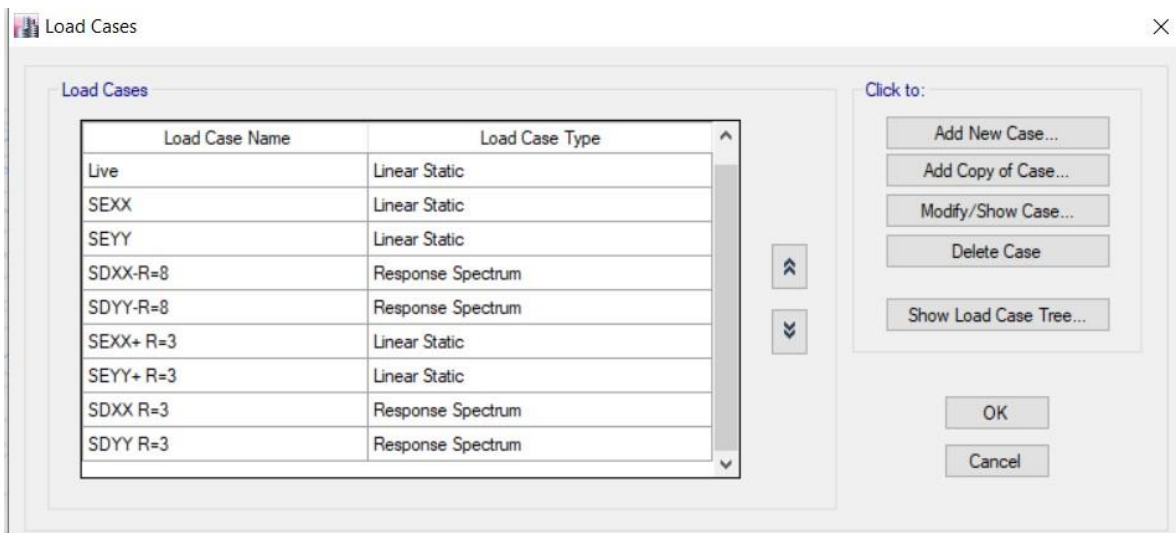 Load Cases
Load Cases
Click to:
Load Case Name Load Case Type
Live Linear Static
SEXX Linear Static
SEYY Linear Static
SDXX-R=8 Response Spectrum
SDYY-R=8 Response Spectrum
SEXX+ R=3 Linear Static
SEYY+ R=3 Linear Static
SDXX R=3 Response Spectrum
SDYY R=3 Response Spectrum
Add New Case...
Add Copy of Case...
Modify/Show Case...
Delete Case
Show Load Case Tree...
OK
Cancel